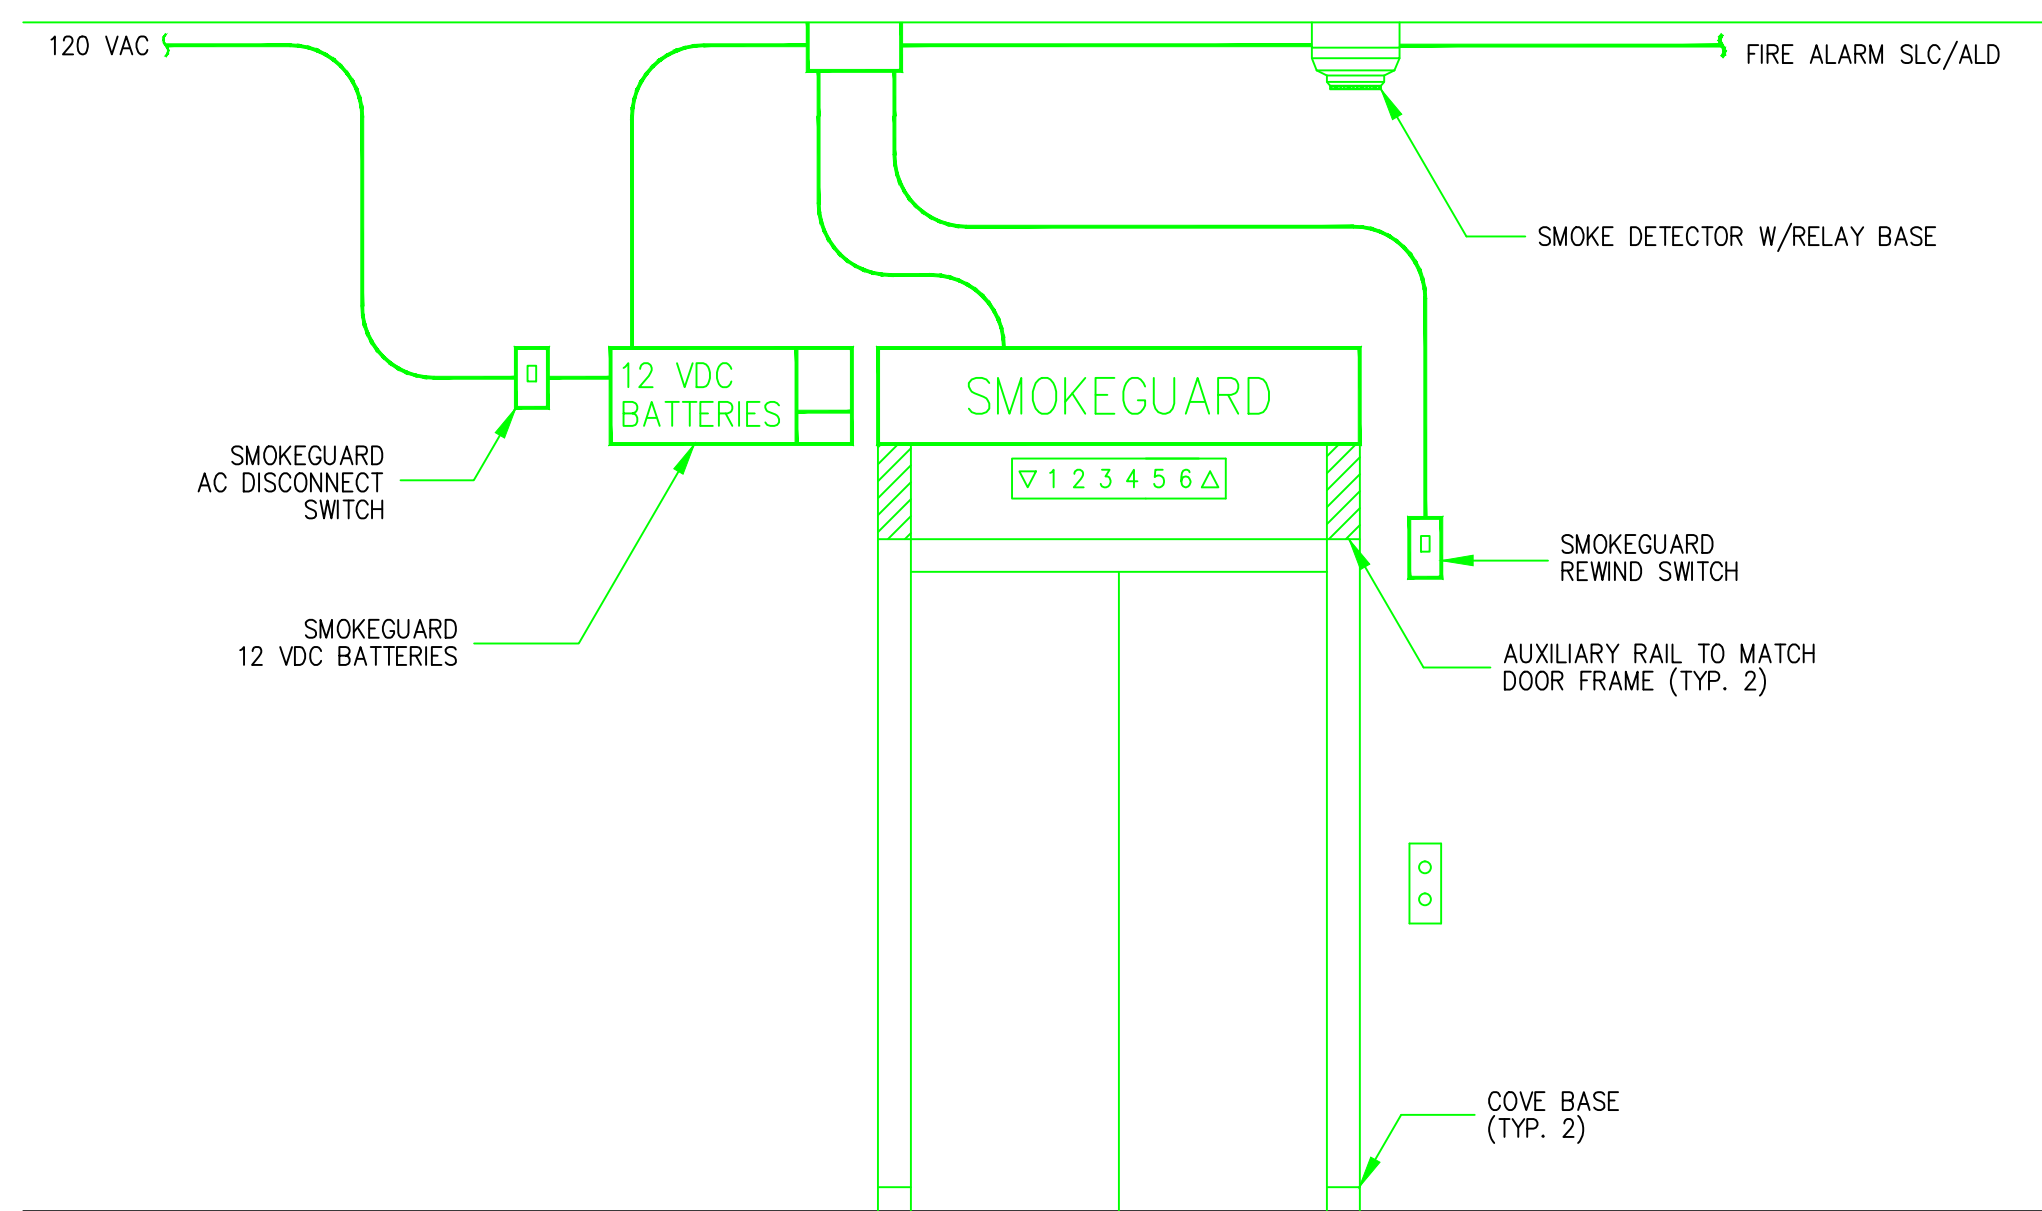 120 VAC
FIRE ALARM SLC/ALD
SMOKE DETECTOR W/RELAY BASE
12 VDC
BATTERIES
SMOKEGUARD
SMOKEGUARD
AC DISCONNECT
SWITCH
1 2 3 4 5 6
SMOKEGUARD
REWIND SWITCH
SMOKEGUARD
12 VDC BATTERIES
AUXILIARY RAIL TO MATCH
DOOR FRAME (TYP. 2)
COVE BASE
(TYP. 2)